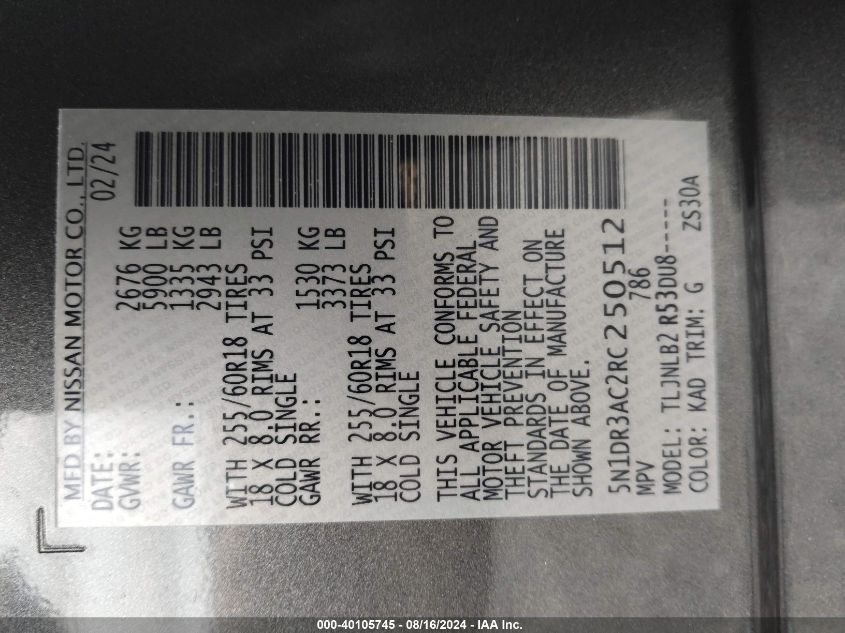 MFD BY NISSAN MOTOR CO., LTD.
DATE: 02/24
GVWR: 2676 KG
5900 LB
GAWR FR.: 1335 KG
2943 LB
WITH 255/60R18 TIRES
18 X 8.0 RIMS AT 33 PSI
COLD SINGLE
GAWR RR.: 1530 KG
3373 LB
WITH 255/60R18 TIRES
18 X 8.0 RIMS AT 33 PSI
COLD SINGLE
THIS VEHICLE CONFORMS TO
ALL APPLICABLE FEDERAL
MOTOR VEHICLE SAFETY AND
THEFT PREVENTION
STANDARDS IN EFFECT ON
THE DATE OF MANUFACTURE
SHOWN ABOVE.
5N1DR3AC2RC250512
MPV 786
MODEL: TLJNLB2 R53DU8------
COLOR: KAD TRIM: G ZS30A
000-40105745 - 08/16/2024 - IAA Inc.